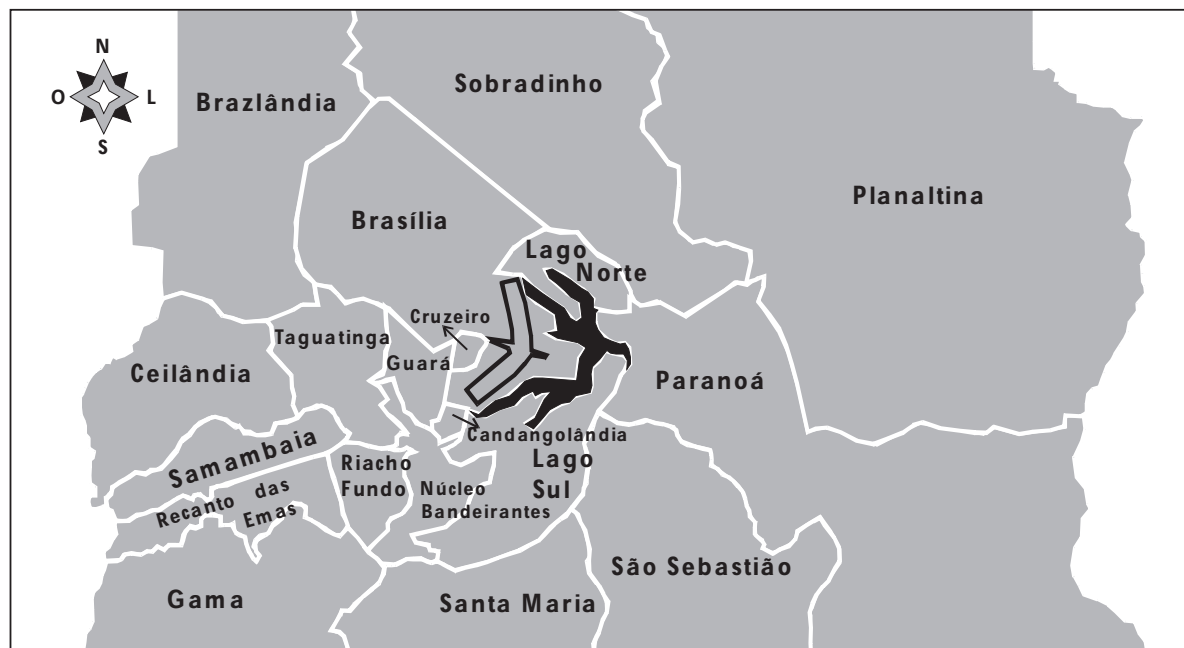 N
O L
S
Brazlândia
Sobradinho
Planaltina
Brasília
Lago
Norte
Cruzeiro
Taguatinga
Guará
Ceilândia
Paranoá
Candangolândia
Samambaia
Lago
Sul
Riacho
Fundo
Núcleo
Bandeirantes
Recanto das
Emas
São Sebastião
Gama
Santa Maria